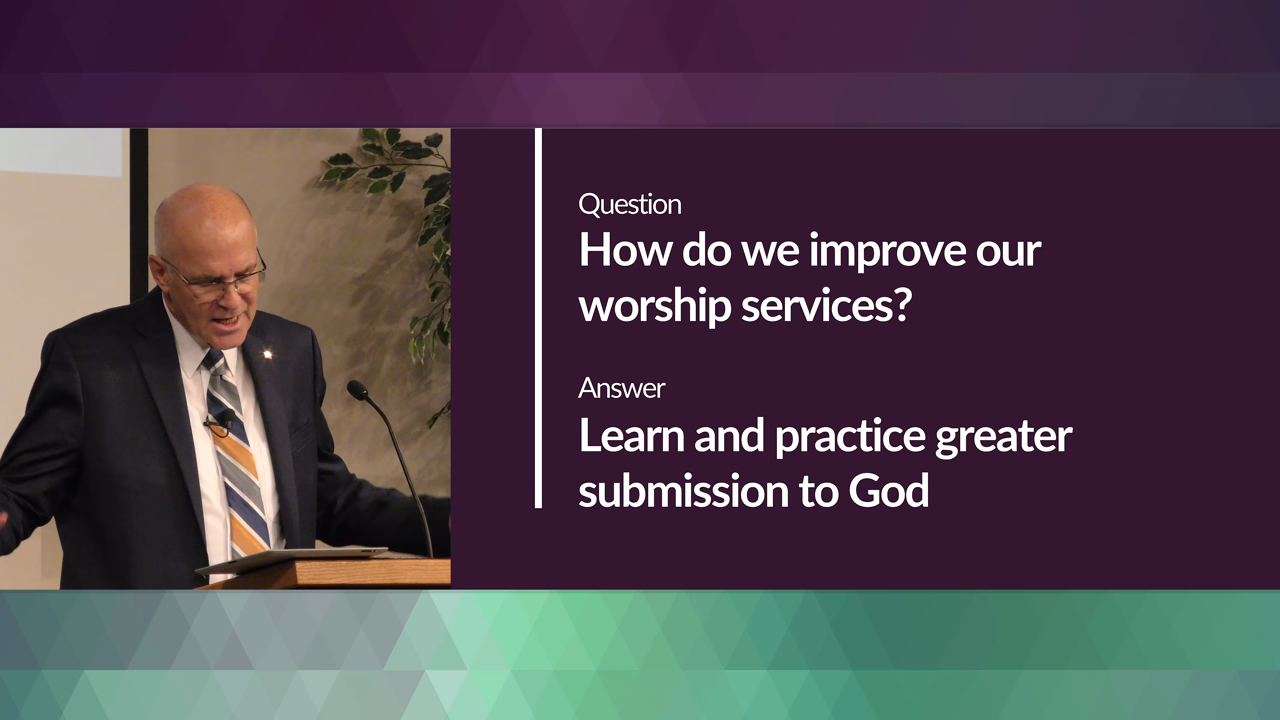 Question
How do we improve our
worship services?
Answer
Learn and practice greater
submission to God